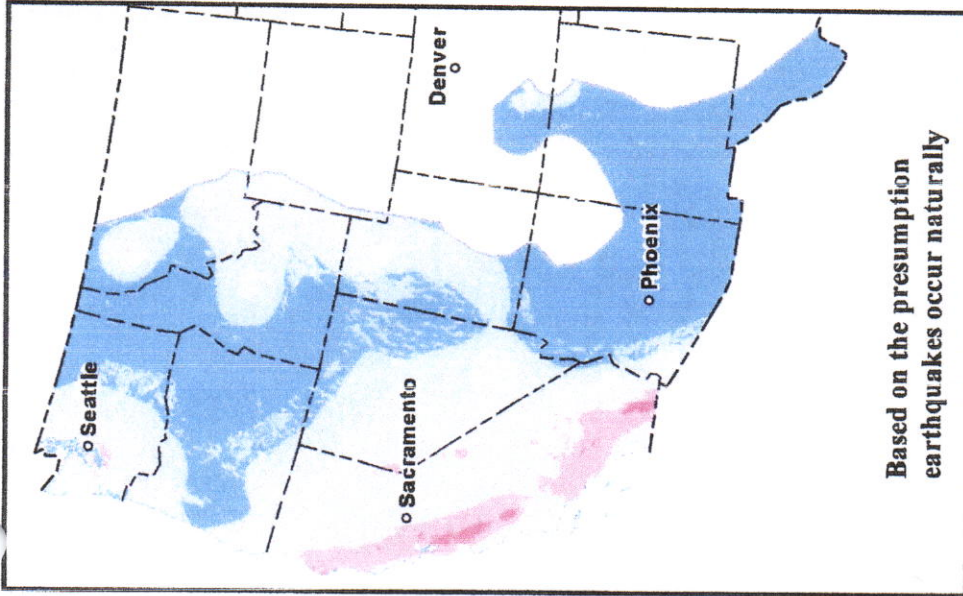 Seattle
Denver
Sacramento
Phoenix
Based on the presumption
earthquakes occur naturally